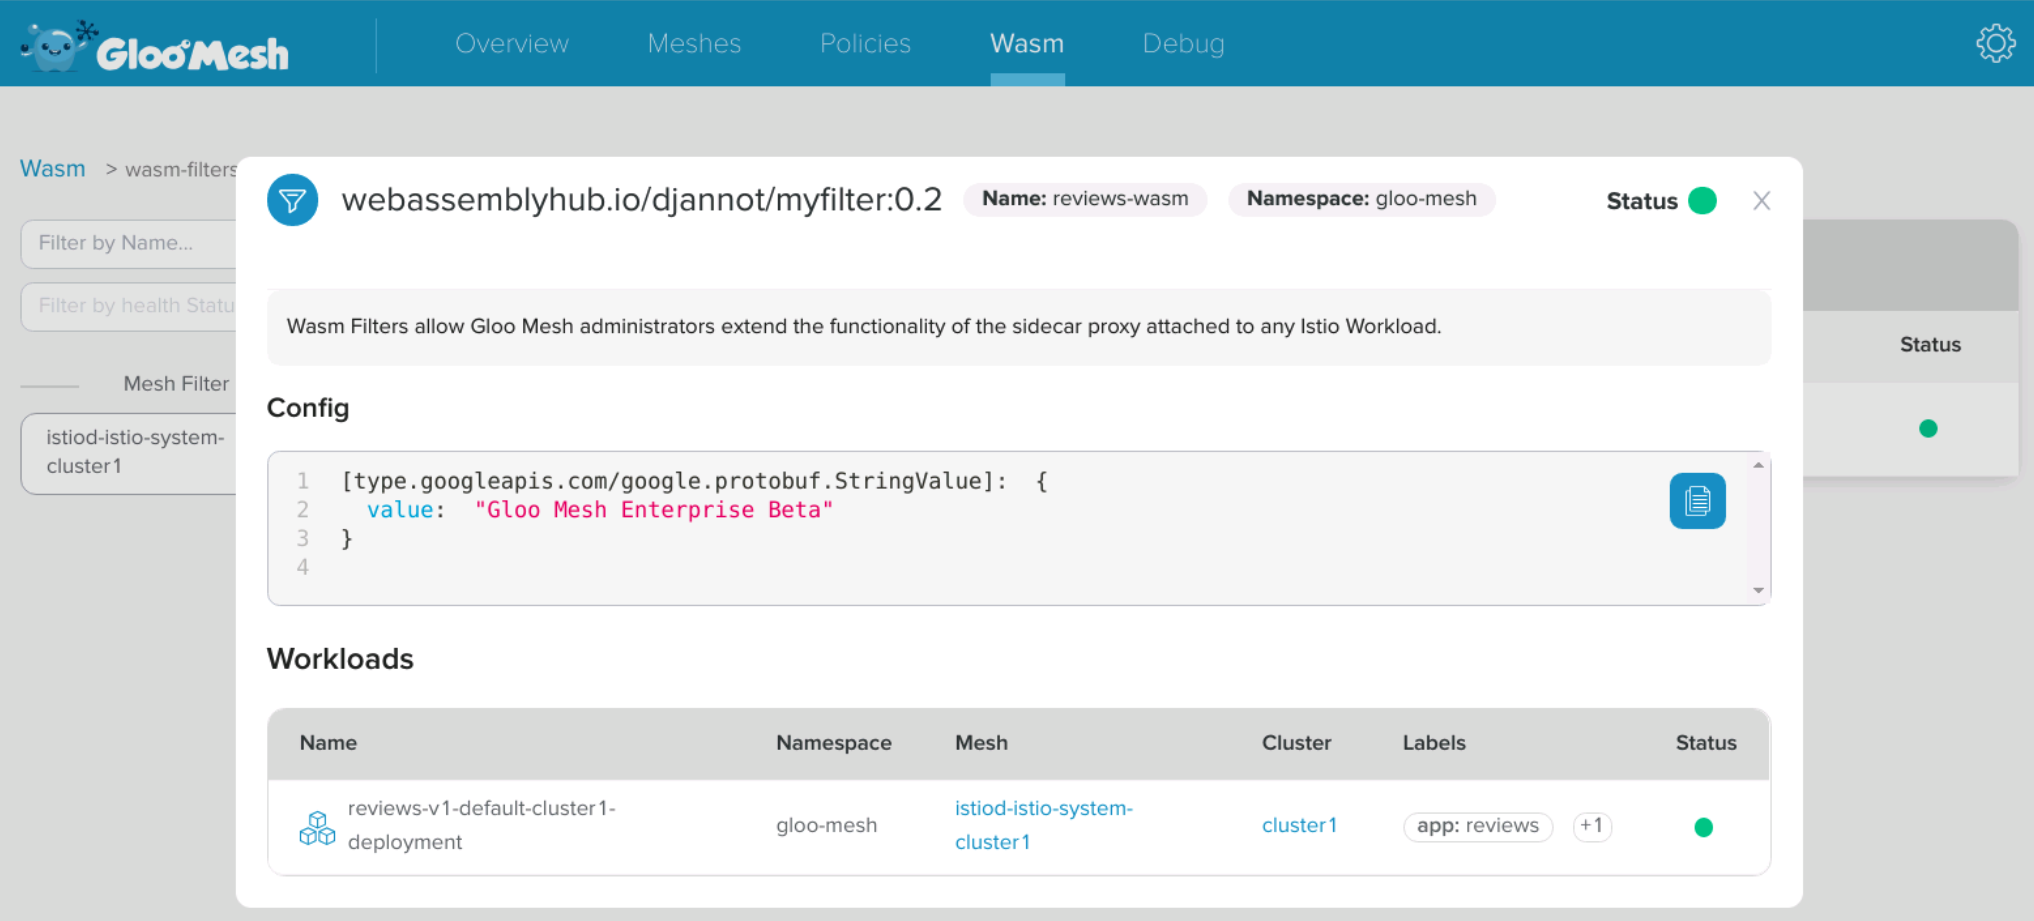 Gloo Mesh
Overview
Meshes
Policies
Wasm
Debug
Wasm > wasm-filters
Filter by Name...
Filter by health Statu
Mesh Filter
istiod-istio-system-
cluster1
Status
webassemblyhub.io/djannot/myfilter:0.2
Name: reviews-wasm
Namespace: gloo-mesh
Status
Wasm Filters allow Gloo Mesh administrators extend the functionality of the sidecar proxy attached to any Istio Workload.
Config
1 [type.googleapis.com/google.protobuf.StringValue]: {
2 value: "Gloo Mesh Enterprise Beta"
3 }
4
Workloads
Name Namespace Mesh Cluster Labels Status
reviews-v1-default-cluster1-
deployment
gloo-mesh
istiod-istio-system-
cluster1
cluster1
app: reviews
+1